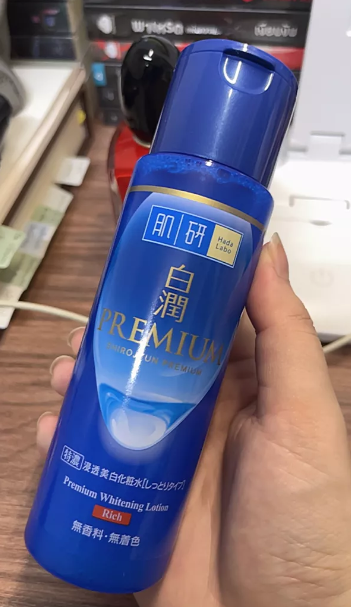 肌研
Hada
Labo
白
潤
PREMIUM
SHIROJYUN PREMIUM
特濃 浸透美白化粧水[しっとりタイプ]
Premium Whitening Lotion
Rich
無香料・無着色